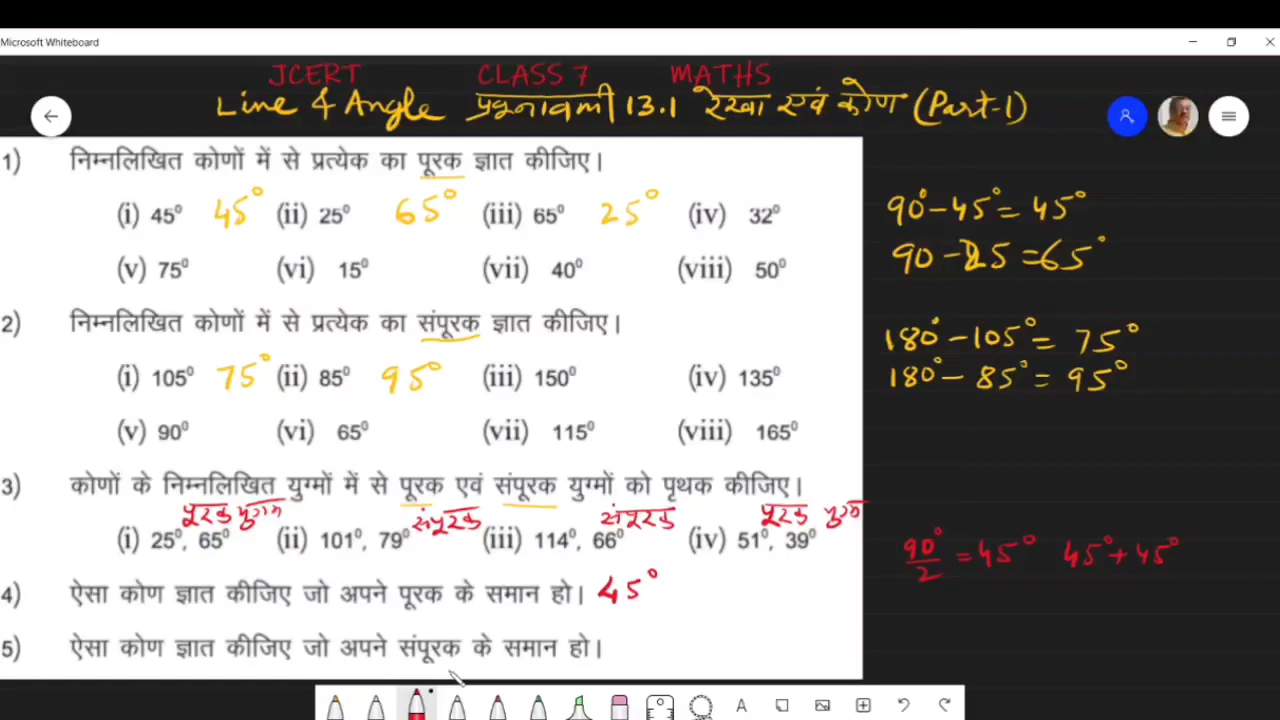 Microsoft Whiteboard
JCERT CLASS 7 MATHS
Line & Angle प्रश्नावली 13.1 रेखा एवं कोण (Part-1)
1) निम्नलिखित कोणों में से प्रत्येक का पूरक ज्ञात कीजिए।
(i) 45° 45° (ii) 25° 65° (iii) 65° 25° (iv) 32°
90° - 45° = 45°
(v) 75° (vi) 15° (vii) 40° (viii) 50°
90 - 25 = 65°
2) निम्नलिखित कोणों में से प्रत्येक का संपूरक ज्ञात कीजिए।
180° - 105° = 75°
(i) 105° 75° (ii) 85° 95° (iii) 150° (iv) 135°
180° - 85° = 95°
(v) 90° (vi) 65° (vii) 115° (viii) 165°
3) कोणों के निम्नलिखित युग्मों में से पूरक एवं संपूरक युग्मों को पृथक कीजिए।
पूरक युग्म संपूरक संपूरक पूरक युग्म
(i) 25°, 65° (ii) 101°, 79° (iii) 114°, 66° (iv) 51°, 39°
90°/2 = 45° 45° + 45°
4) ऐसा कोण ज्ञात कीजिए जो अपने पूरक के समान हो। 45°
5) ऐसा कोण ज्ञात कीजिए जो अपने संपूरक के समान हो।
A